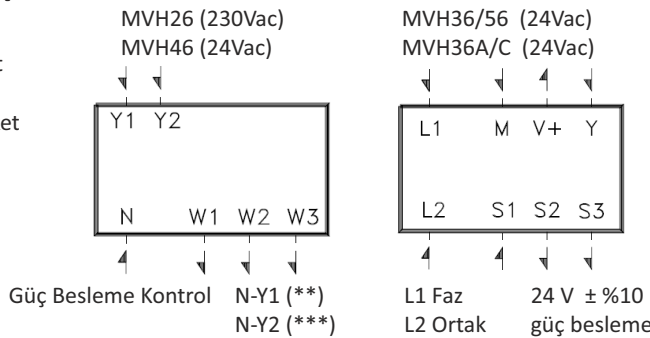 MVH26 (230Vac)
MVH46 (24Vac)
Y1 Y2
N W1 W2 W3
Güç Besleme Kontrol N-Y1 (**)
N-Y2 (***)
MVH36/56 (24Vac)
MVH36A/C (24Vac)
L1 M V+ Y
L2 S1 S2 S3
L1 Faz 24 V ± %10
L2 Ortak güç besleme